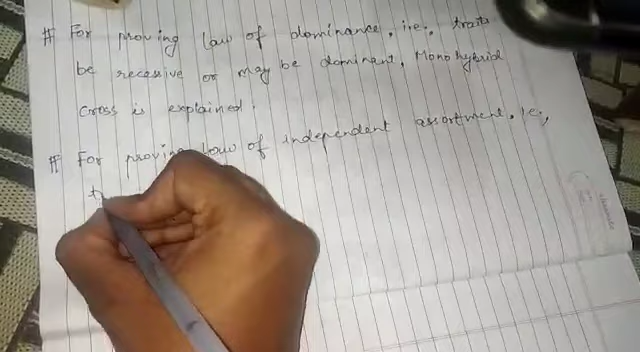 # For proving law of dominance, i.e., traits
be recessive or may be dominant, Monohybrid
cross is explained.
# For proving law of independent assortment, i.e.,